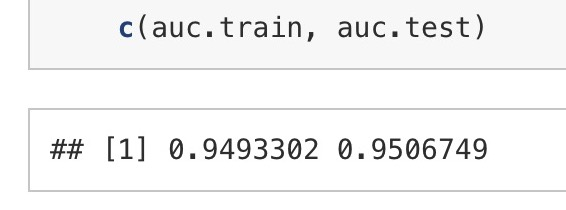 c(auc.train, auc.test)
## [1] 0.9493302 0.9506749